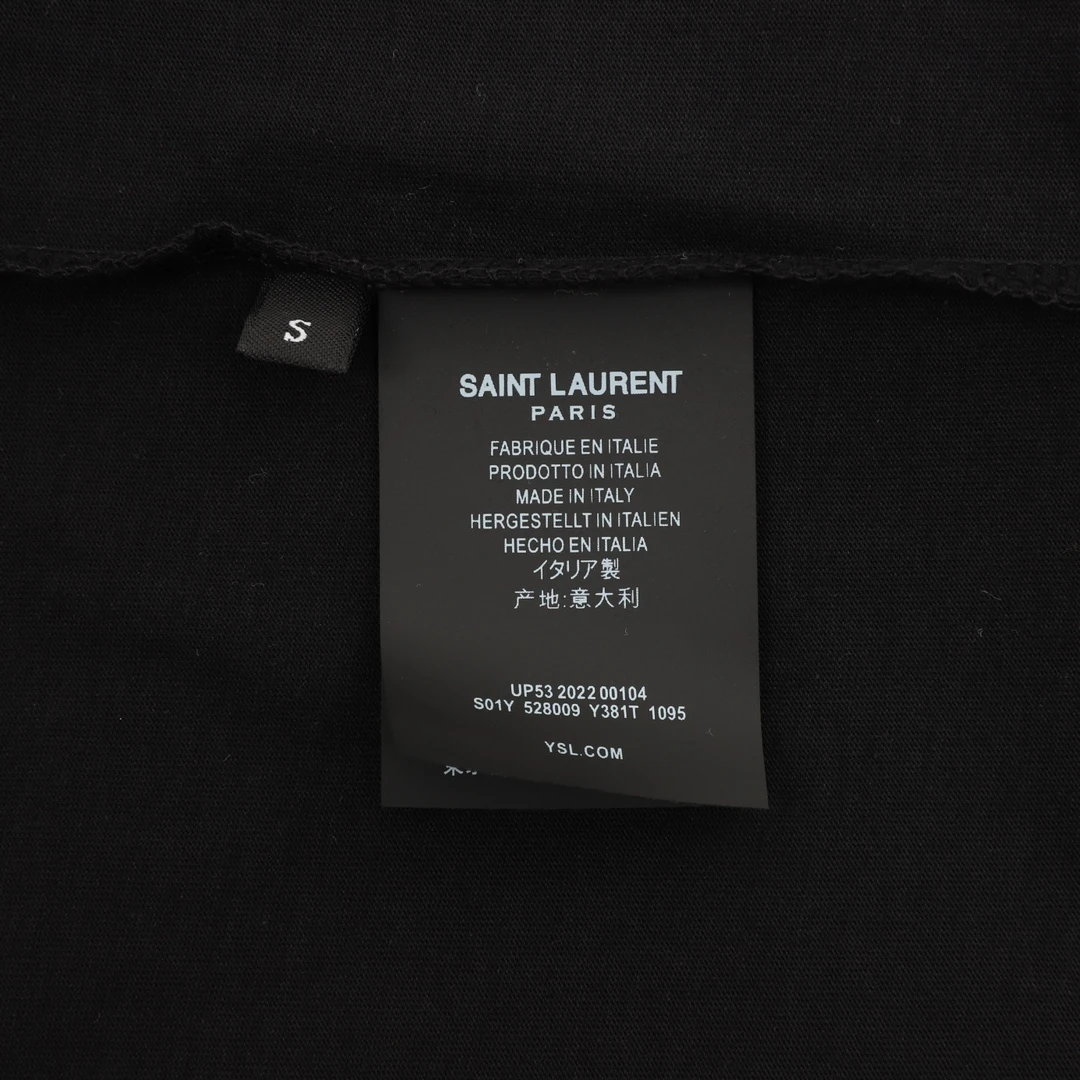 S
SAINT LAURENT
PARIS
FABRIQUE EN ITALIE
PRODOTTO IN ITALIA
MADE IN ITALY
HERGESTELLT IN ITALIEN
HECHO EN ITALIA
イタリア製
产地:意大利
UP53 2022 00104
S01Y 528009 Y381T 1095
YSL.COM